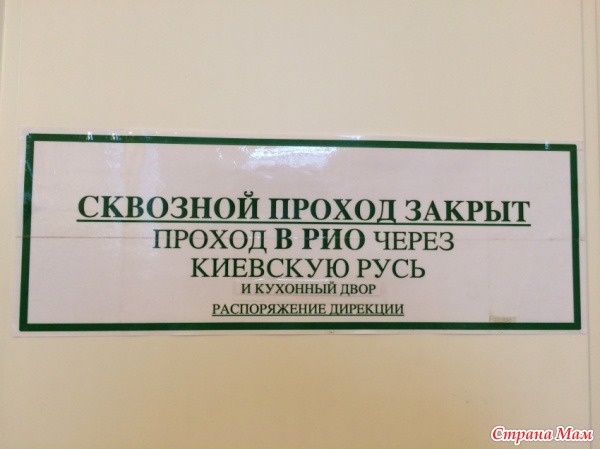 СКВОЗНОЙ ПРОХОД ЗАКРЫТ
ПРОХОД В РИО ЧЕРЕЗ
КИЕВСКУЮ РУСЬ
И КУХОННЫЙ ДВОР
РАСПОРЯЖЕНИЕ ДИРЕКЦИИ
Страна Мам